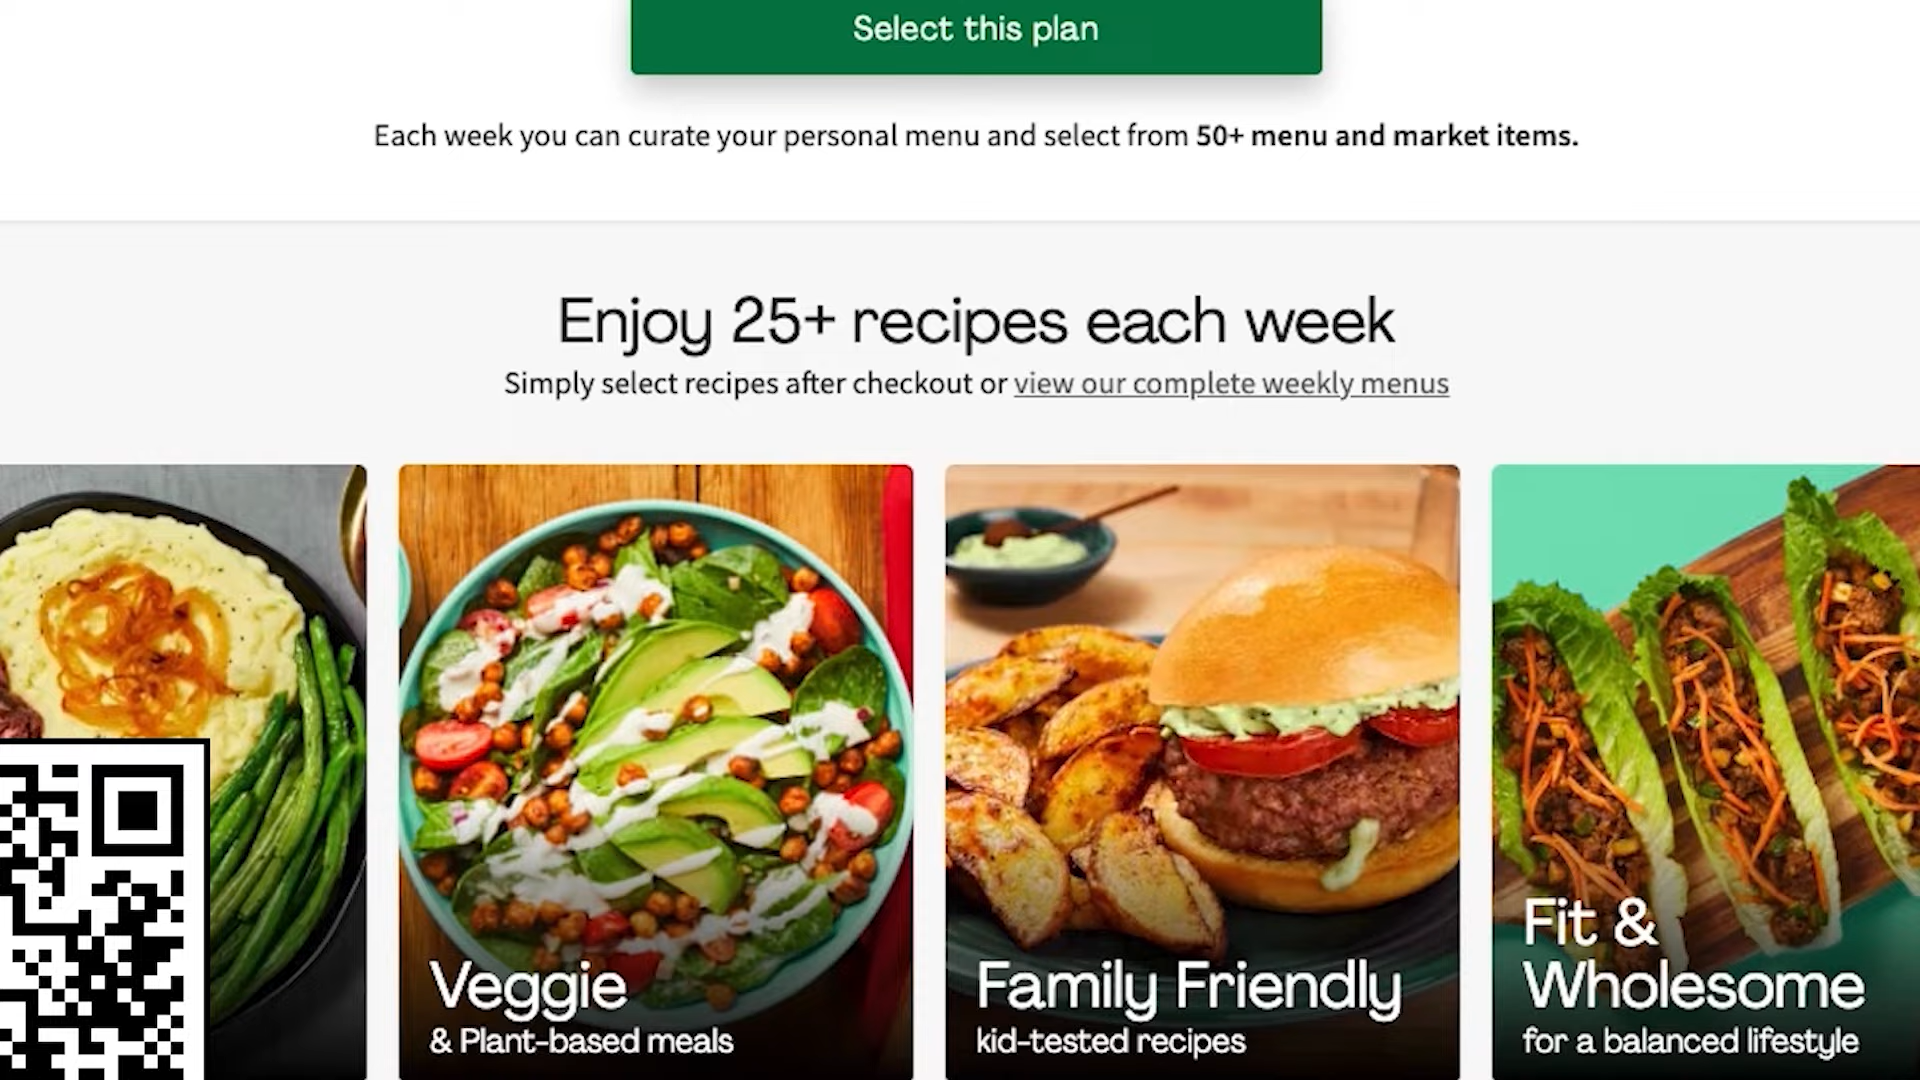 Select this plan
Each week you can curate your personal menu and select from 50+ menu and market items.
Enjoy 25+ recipes each week
Simply select recipes after checkout or view our complete weekly menus
Veggie
& Plant-based meals
Family Friendly
kid-tested recipes
Fit &
Wholesome
for a balanced lifestyle